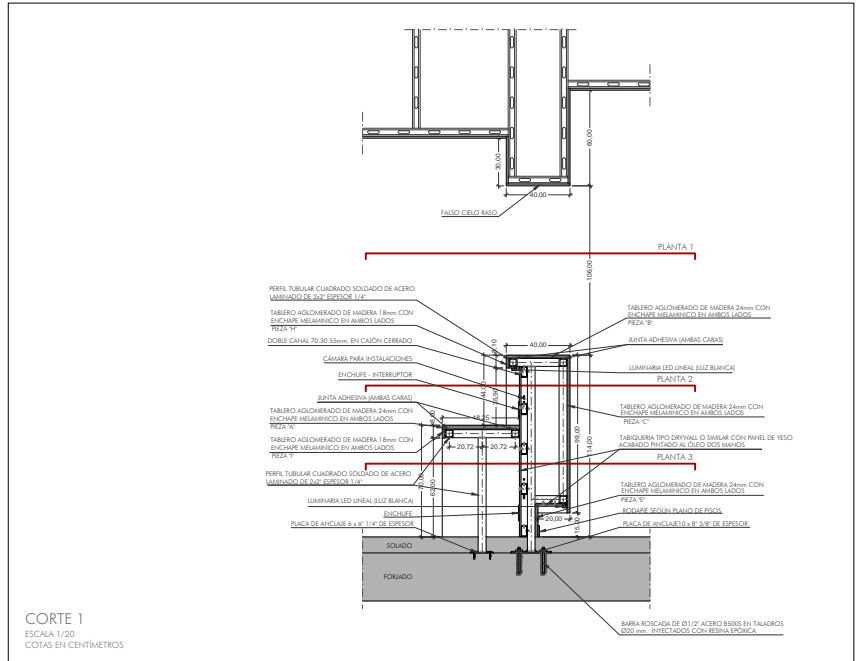 30,00
60,00
40,00
FALSO CIELO RASO
PLANTA 1
106,00
PERFIL TUBULAR CUADRADO SOLDADO DE ACERO
LAMINADO DE 2x2" ESPESOR 1/4"
TABLERO AGLOMERADO DE MADERA 18mm CON
ENCHAPE MELAMINICO EN AMBOS LADOS
PIEZA "H"
DOBLE CANAL 70.30.55mm. EN CAJÓN CERRADO
CÁMARA PARA INSTALACIONES
ENCHUFE - INTERRUPTOR
JUNTA ADHESIVA (AMBAS CARAS)
TABLERO AGLOMERADO DE MADERA 24mm CON
ENCHAPE MELAMINICO EN AMBOS LADOS
PIEZA "A"
TABLERO AGLOMERADO DE MADERA 18mm CON
ENCHAPE MELAMINICO EN AMBOS LADOS
PIEZA "I"
PERFIL TUBULAR CUADRADO SOLDADO DE ACERO
LAMINADO DE 2x2" ESPESOR 1/4"
LUMINARIA LED LINEAL (LUZ BLANCA)
ENCHUFE
PLACA DE ANCLAJE 6 x 6" 1/4" DE ESPESOR
40,00
44,00
48,25
20,72
20,72
TABLERO AGLOMERADO DE MADERA 24mm CON
ENCHAPE MELAMINICO EN AMBOS LADOS
PIEZA "B"
JUNTA ADHESIVA (AMBAS CARAS)
LUMINARIA LED LINEAL (LUZ BLANCA)
PLANTA 2
TABLERO AGLOMERADO DE MADERA 24mm CON
ENCHAPE MELAMINICO EN AMBOS LADOS
PIEZA "C"
99,00
114,00
TABIQUERIA TIPO DRYWALL O SIMILAR CON PANEL DE YESO
ACABADO PINTADO AL ÓLEO DOS MANOS
PLANTA 3
TABLERO AGLOMERADO DE MADERA 24mm CON
ENCHAPE MELAMINICO EN AMBOS LADOS
PIEZA "E"
20,00
15,00
RODAPIÉ SEGÚN PLANO DE PISOS
PLACA DE ANCLAJE10 x 8" 3/8" DE ESPESOR
SOLADO
FORJADO
BARRA ROSCADA DE Ø1/2" ACERO B500S EN TALADROS
Ø20 mm. INYECTADOS CON RESINA EPÓXICA
CORTE 1
ESCALA 1/20
COTAS EN CENTÍMETROS